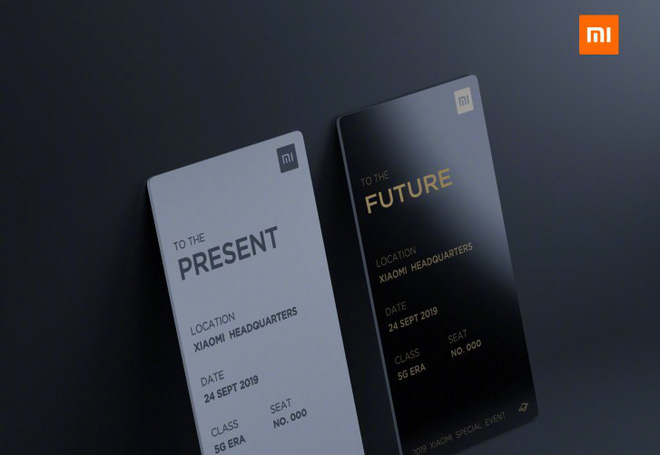 mi
mi
TO THE
PRESENT
LOCATION
XIAOMI HEADQUARTERS
DATE
24 SEPT 2019
CLASS SEAT
5G ERA NO. 000
mi
TO THE
FUTURE
LOCATION
XIAOMI HEADQUARTERS
DATE
24 SEPT 2019
CLASS SEAT
5G ERA NO. 000
2019 XIAOMI SPECIAL EVENT